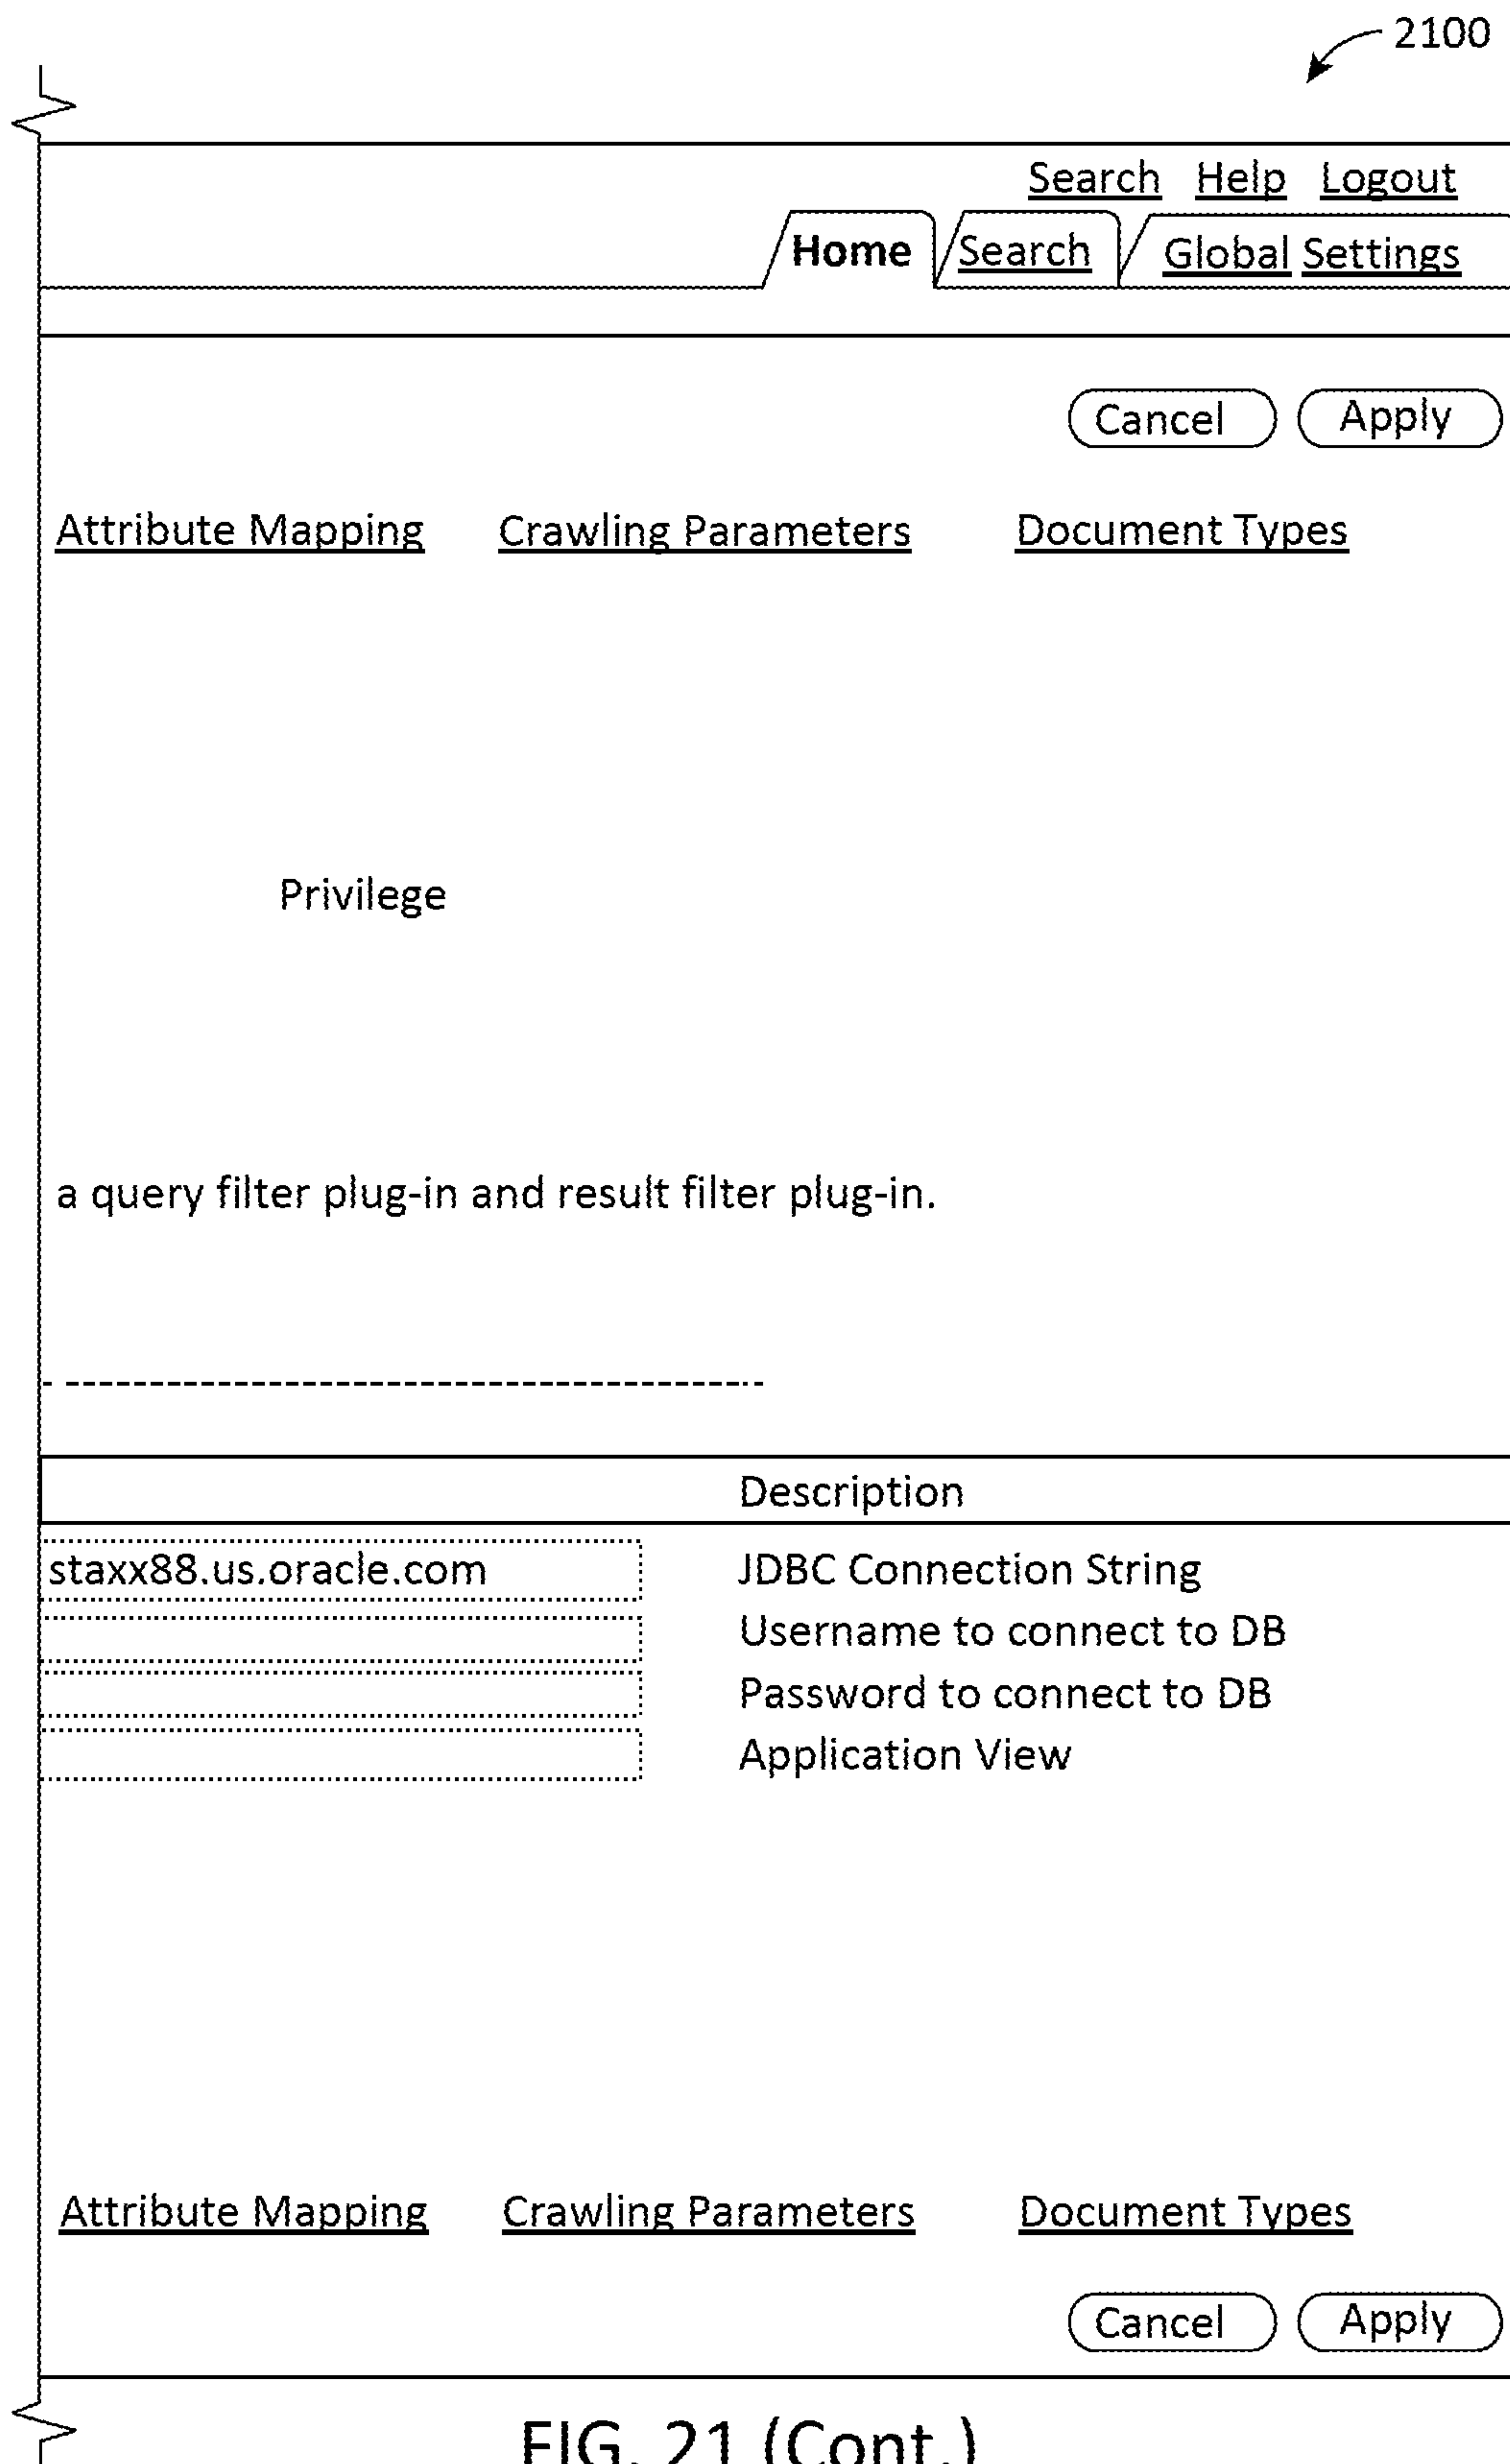 2100
Search Help Logout
Home Search Global Settings
Cancel Apply
Attribute Mapping Crawling Parameters Document Types
Privilege
a query filter plug-in and result filter plug-in.
Description
staxx88.us.oracle.com JDBC Connection String
Username to connect to DB
Password to connect to DB
Application View
Attribute Mapping Crawling Parameters Document Types
Cancel Apply
FIG. 21 (Cont.)